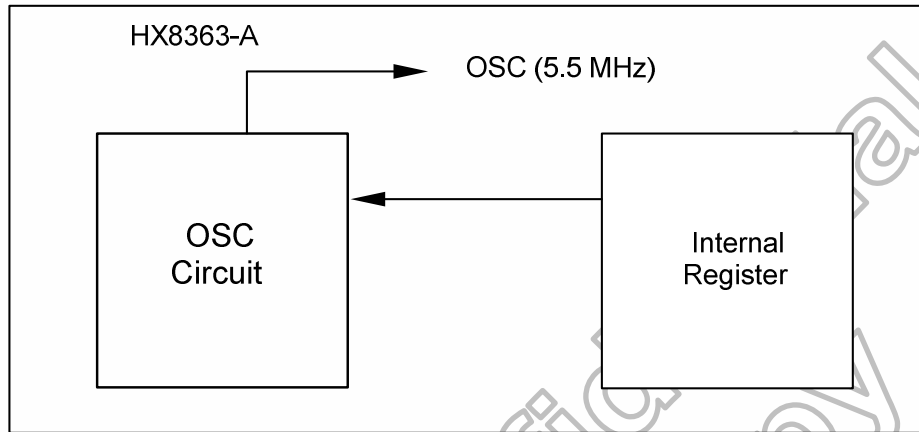 HX8363-A
OSC (5.5 MHz)
OSC
Circuit
Internal
Register